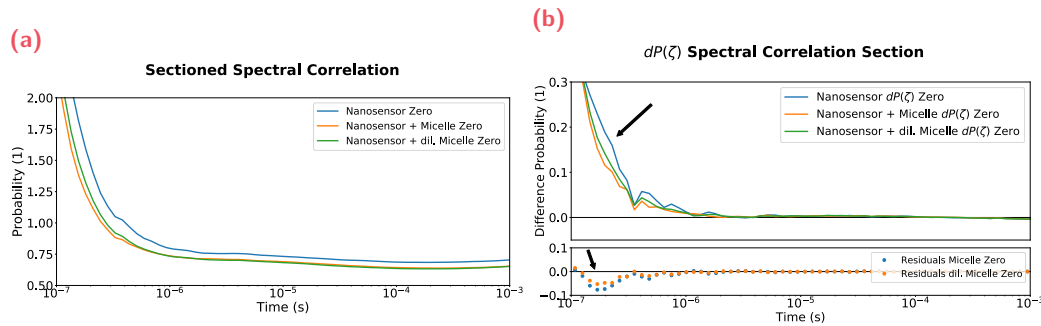 (a)
Sectioned Spectral Correlation
Probability (1)
2.00
1.75
1.50
1.25
1.00
0.75
0.50
Nanosensor Zero
Nanosensor + Micelle Zero
Nanosensor + dil. Micelle Zero
10⁻⁷
10⁻⁶
10⁻⁵
10⁻⁴
10⁻³
Time (s)
(b)
dP(ζ) Spectral Correlation Section
Difference Probability (1)
0.3
0.2
0.1
0.0
Nanosensor dP(ζ) Zero
Nanosensor + Micelle dP(ζ) Zero
Nanosensor + dil. Micelle dP(ζ) Zero
0.1
0.0
−0.1
Residuals Micelle Zero
Residuals dil. Micelle Zero
10⁻⁷
10⁻⁶
10⁻⁵
10⁻⁴
10⁻³
Time (s)